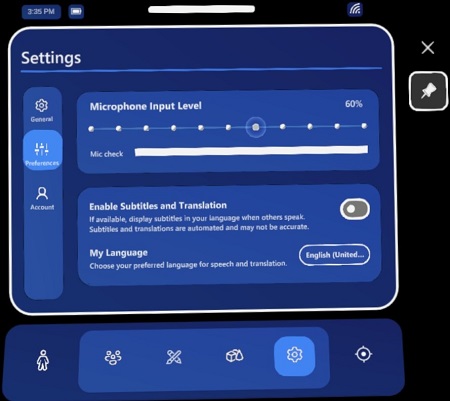 3:35 PM
Settings
General
Preferences
Account
Microphone Input Level
60%
Mic check
Enable Subtitles and Translation
If available, display subtitles in your language when others speak.
Subtitles and translations are automated and may not be accurate.
My Language
Choose your preferred language for speech and translation.
English (United...